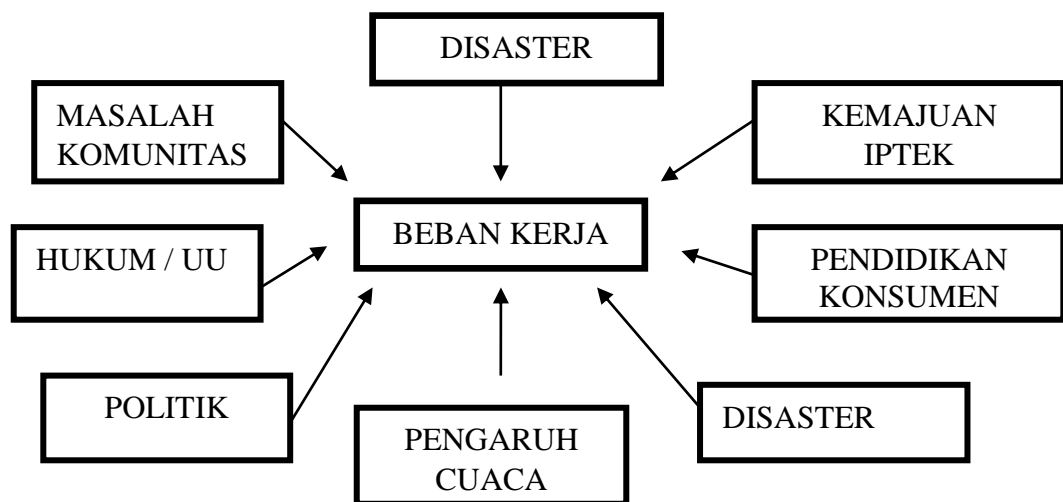 DISASTER
MASALAH
KOMUNITAS
KEMAJUAN
IPTEK
BEBAN KERJA
HUKUM / UU
PENDIDIKAN
KONSUMEN
POLITIK
PENGARUH
CUACA
DISASTER